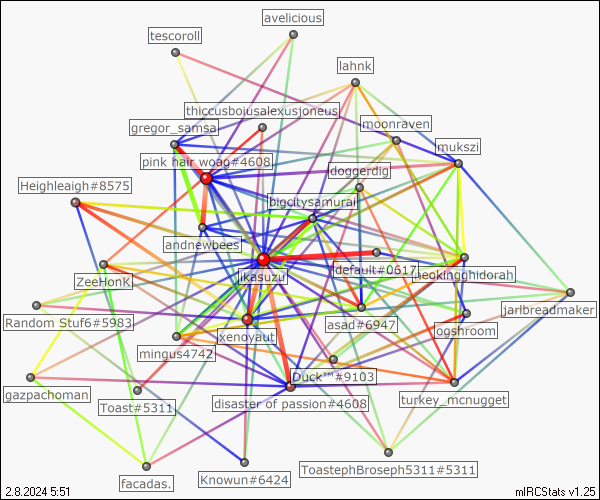 avelicious
tescoroll
lahnk
thiccusbojusalexusjoneus
moonraven
gregor_samsa
mukszi
pink hair woag#4608
doggerdig
Heighleaigh#8575
bigcitysamurai
andnewbees
default#0617
heokingghidorah
ikasuzu
ZeeHonK
Random Stuf6#5983
jarlbreadmaker
asad#6947
xenoyaut
ogshroom
mingus4742
Duck™#9103
gazpachoman
Toast#5311
disaster of passion#4608
turkey_mcnugget
ToastephBroseph5311#5311
facadas.
Knowun#6424
2.8.2024 5:51
mIRCStats v1.25